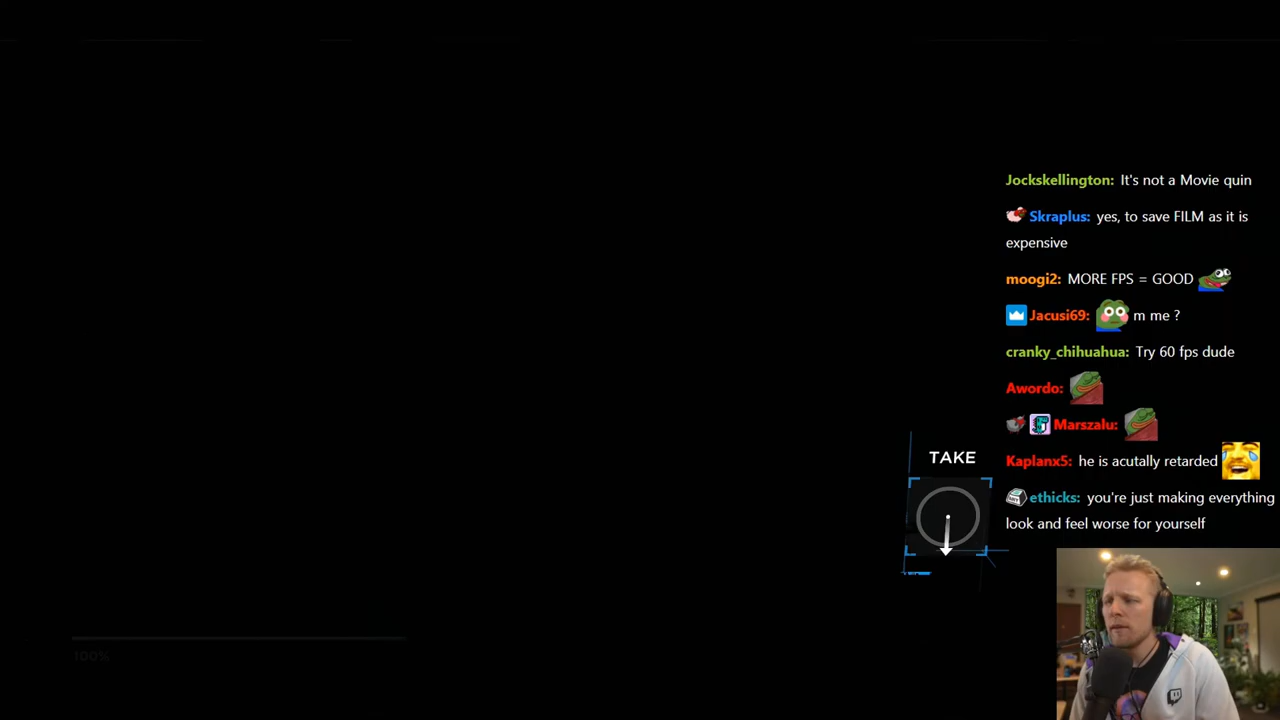 Jockskellington: It's not a Movie quin
Skraplus: yes, to save FILM as it is
expensive
moogi2: MORE FPS = GOOD
Jacusi69: m me ?
cranky_chihuahua: Try 60 fps dude
Awordo:
Marszalu:
Kaplanx5: he is acutally retarded
ethicks: you're just making everything
look and feel worse for yourself
TAKE
100%